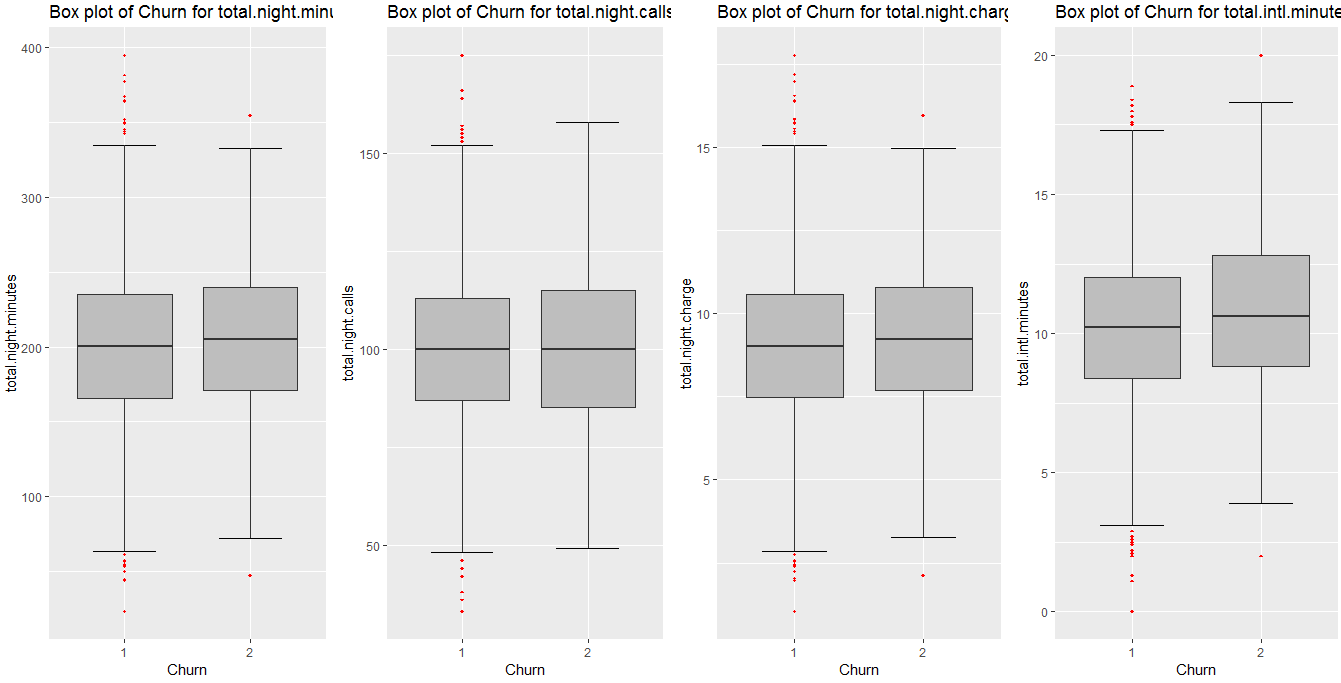 Box plot of Churn for total.night.minu
400
300
200
100
total.night.minutes
1 2
Churn
Box plot of Churn for total.night.calls
150
100
50
total.night.calls
1 2
Churn
Box plot of Churn for total.night.charg
15
10
5
total.night.charge
1 2
Churn
Box plot of Churn for total.intl.minute
20
15
10
5
0
total.intl.minutes
1 2
Churn